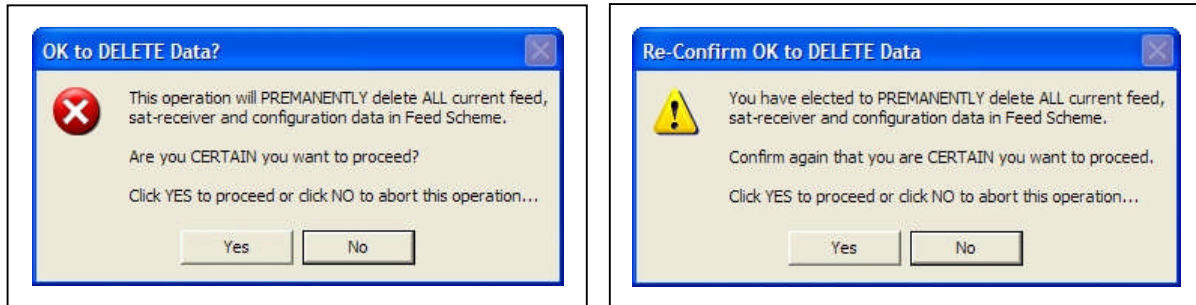 OK to DELETE Data?
This operation will PREMANENTLY delete ALL current feed,
sat-receiver and configuration data in Feed Scheme.
Are you CERTAIN you want to proceed?
Click YES to proceed or click NO to abort this operation...
Yes No
Re-Confirm OK to DELETE Data
You have elected to PREMANENTLY delete ALL current feed,
sat-receiver and configuration data in Feed Scheme.
Confirm again that you are CERTAIN you want to proceed.
Click YES to proceed or click NO to abort this operation...
Yes No